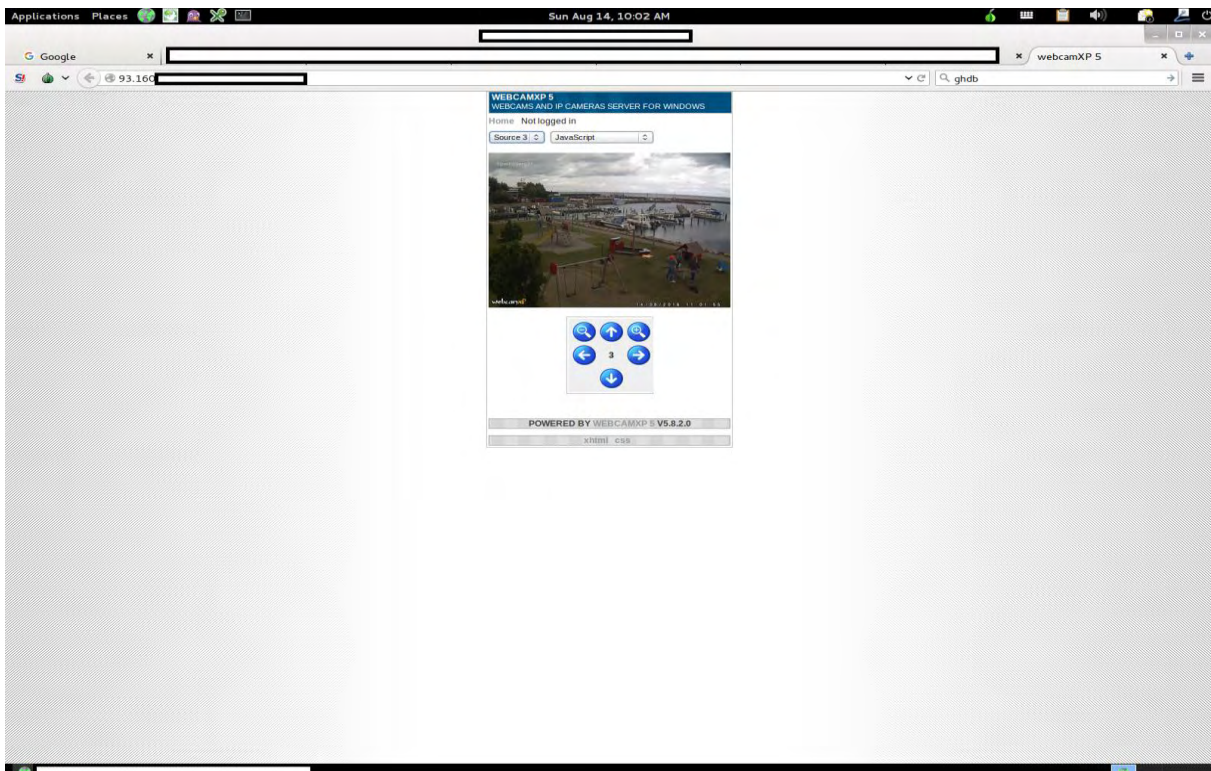 Applications Places Sun Aug 14, 10:02 AM
Google webcamXP 5
93.160 ghdb
WEBCAMXP 5
WEBCAMS AND IP CAMERAS SERVER FOR WINDOWS
Home Not logged in
Source 3 JavaScript
3
POWERED BY WEBCAMXP 5 V5.8.2.0
xhtml css